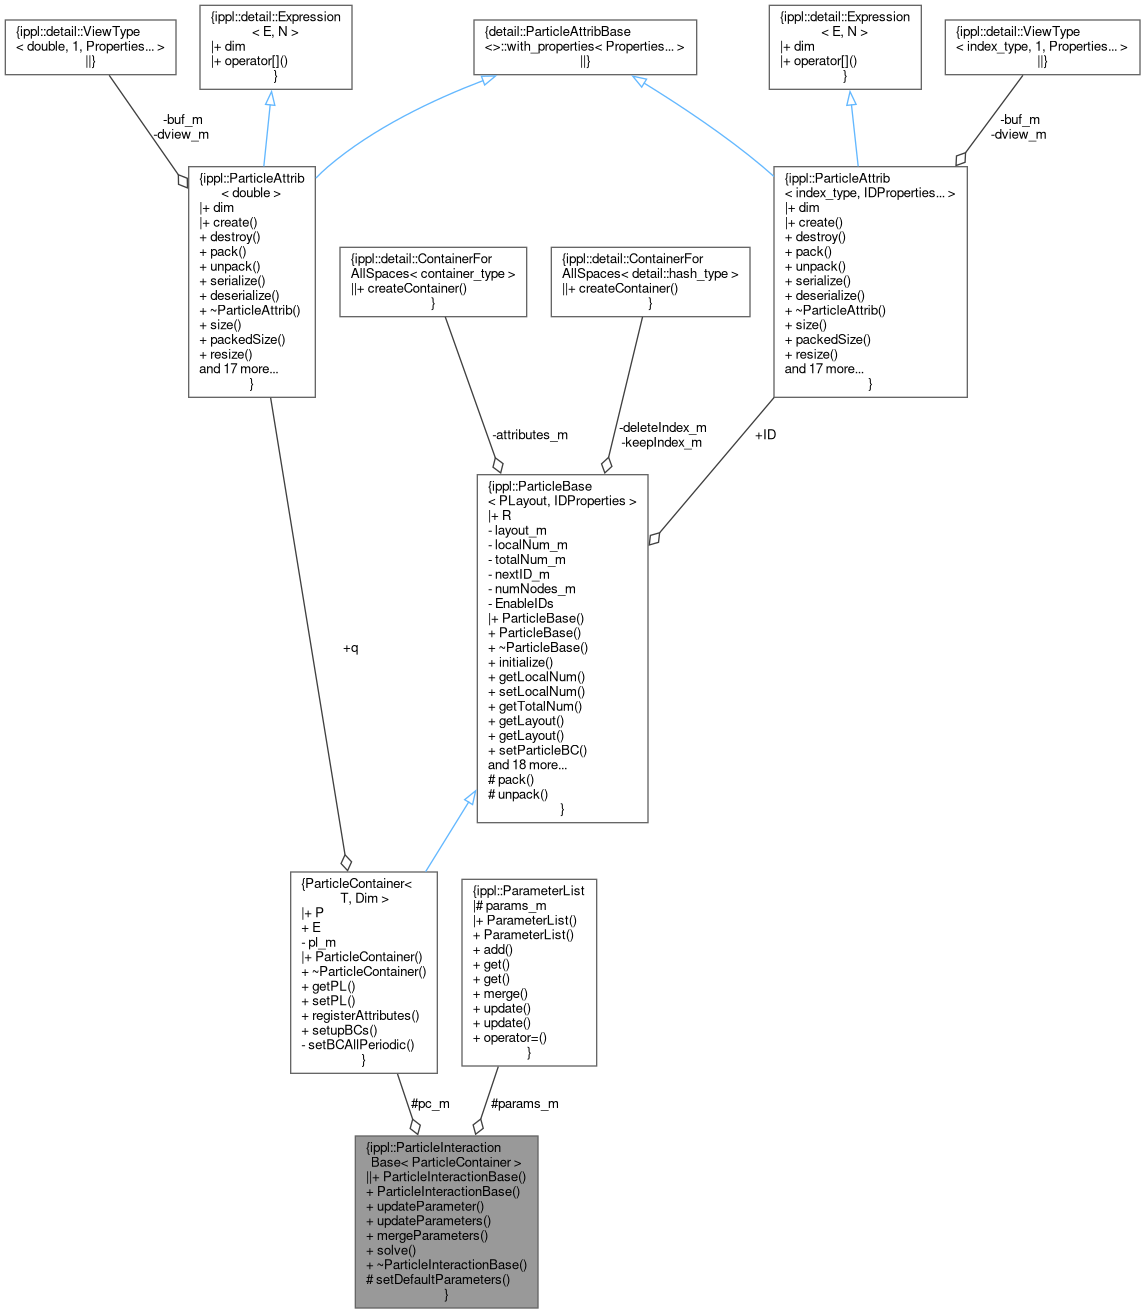 {ippl::detail::ViewType
< double, 1, Properties... >
||}
{ippl::detail::Expression
< E, N >
|+ dim
|+ operator[]()
}
{detail::ParticleAttribBase
<>::with_properties< Properties... >
||}
{ippl::detail::Expression
< E, N >
|+ dim
|+ operator[]()
}
{ippl::detail::ViewType
< index_type, 1, Properties... >
||}
-buf_m
-dview_m
-buf_m
-dview_m
{ippl::ParticleAttrib
< double >
|+ dim
|+ create()
+ destroy()
+ pack()
+ unpack()
+ serialize()
+ deserialize()
+ ~ParticleAttrib()
+ size()
+ packedSize()
+ resize()
and 17 more...
}
{ippl::ParticleAttrib
< index_type, IDProperties... >
|+ dim
|+ create()
+ destroy()
+ pack()
+ unpack()
+ serialize()
+ deserialize()
+ ~ParticleAttrib()
+ size()
+ packedSize()
+ resize()
and 17 more...
}
{ippl::detail::ContainerFor
AllSpaces< container_type >
||+ createContainer()
}
{ippl::detail::ContainerFor
AllSpaces< detail::hash_type >
||+ createContainer()
}
-attributes_m
-deleteIndex_m
-keepIndex_m
+ID
{ippl::ParticleBase
< PLayout, IDProperties >
|+ R
- layout_m
- localNum_m
- totalNum_m
- nextID_m
- numNodes_m
- EnableIDs
|+ ParticleBase()
+ ParticleBase()
+ ~ParticleBase()
+ initialize()
+ getLocalNum()
+ setLocalNum()
+ getTotalNum()
+ getLayout()
+ getLayout()
+ setParticleBC()
and 18 more...
# pack()
# unpack()
}
+q
{ParticleContainer<
T, Dim >
|+ P
+ E
- pl_m
|+ ParticleContainer()
+ ~ParticleContainer()
+ getPL()
+ setPL()
+ registerAttributes()
+ setupBCs()
- setBCAllPeriodic()
}
{ippl::ParameterList
|# params_m
|+ ParameterList()
+ ParameterList()
+ add()
+ get()
+ get()
+ merge()
+ update()
+ update()
+ operator=()
}
#pc_m
#params_m
{ippl::ParticleInteraction
Base< ParticleContainer >
||+ ParticleInteractionBase()
+ ParticleInteractionBase()
+ updateParameter()
+ updateParameters()
+ mergeParameters()
+ solve()
+ ~ParticleInteractionBase()
# setDefaultParameters()
}